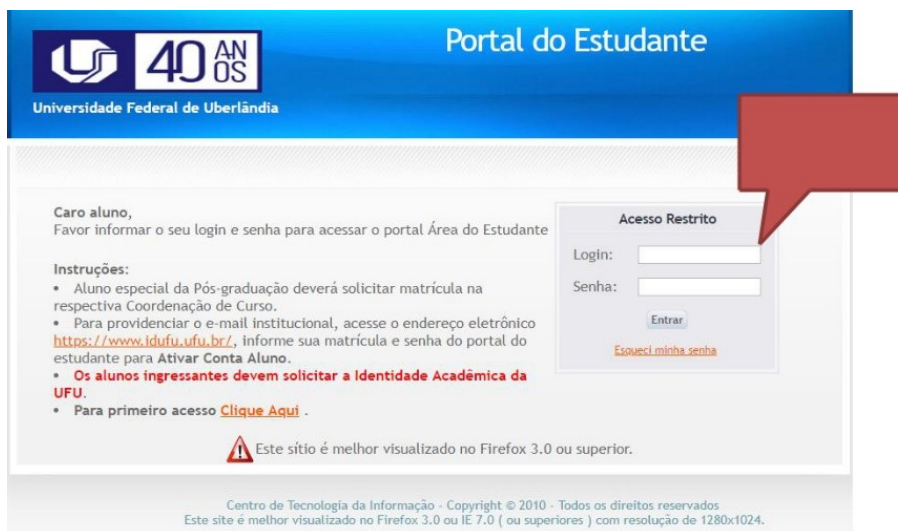 Portal do Estudante
40 ANOS
Universidade Federal de Uberlândia
Caro aluno,
Favor informar o seu login e senha para acessar o portal Área do Estudante
Instruções:
• Aluno especial da Pós-graduação deverá solicitar matrícula na
respectiva Coordenação de Curso.
• Para providenciar o e-mail institucional, acesse o endereço eletrônico
https://www.idufu.ufu.br/, informe sua matrícula e senha do portal do
estudante para Ativar Conta Aluno.
• Os alunos ingressantes devem solicitar a Identidade Acadêmica da
UFU.
• Para primeiro acesso Clique Aqui .
Acesso Restrito
Login:
Senha:
Entrar
Esqueci minha senha
Este sítio é melhor visualizado no Firefox 3.0 ou superior.
Centro de Tecnologia da Informação - Copyright © 2010 - Todos os direitos reservados
Este site é melhor visualizado no Firefox 3.0 ou IE 7.0 ( ou superiores ) com resolução de 1280x1024.